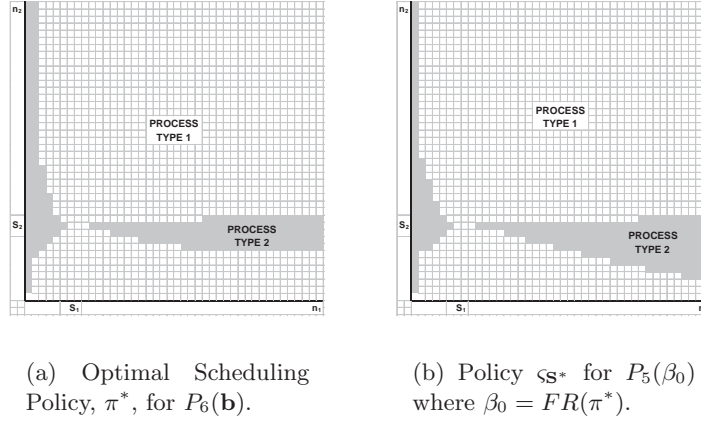 n2
PROCESS
TYPE 1
S2
PROCESS
TYPE 2
S1
n1
n2
PROCESS
TYPE 1
S2
PROCESS
TYPE 2
S1
n
(a) Optimal Scheduling
Policy, π*, for P6(b).
(b) Policy ςS* for P5(β0)
where β0 = FR(π*).